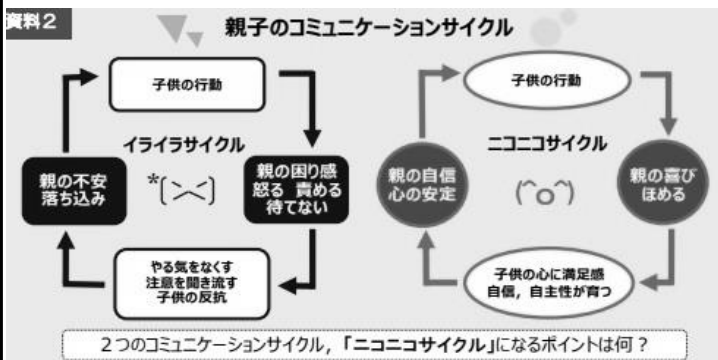 資料2
親子のコミュニケーションサイクル
子供の行動
イライラサイクル
*(＞＜)
親の困り感
怒る 責める
待てない
やる気をなくす
注意を聞き流す
子供の反抗
親の不安
落ち込み
子供の行動
ニコニコサイクル
(^o^)
親の喜び
ほめる
子供の心に満足感
自信，自主性が育つ
親の自信
心の安定
２つのコミュニケーションサイクル，「ニコニコサイクル」になるポイントは何？